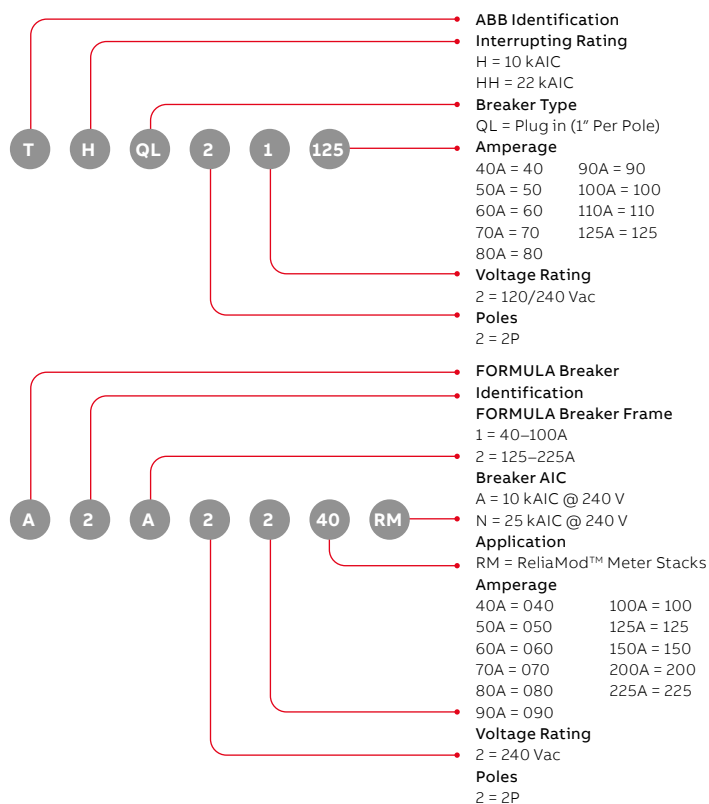 ABB Identification
Interrupting Rating
H = 10 kAIC
HH = 22 kAIC
Breaker Type
QL = Plug in (1″ Per Pole)
T H QL 2 1 125
Amperage
40A = 40 90A = 90
50A = 50 100A = 100
60A = 60 110A = 110
70A = 70 125A = 125
80A = 80
Voltage Rating
2 = 120/240 Vac
Poles
2 = 2P
FORMULA Breaker
Identification
FORMULA Breaker Frame
1 = 40–100A
2 = 125–225A
Breaker AIC
A = 10 kAIC @ 240 V
A 2 A 2 2 40 RM
N = 25 kAIC @ 240 V
Application
RM = ReliaMod™ Meter Stacks
Amperage
40A = 040 100A = 100
50A = 050 125A = 125
60A = 060 150A = 150
70A = 070 200A = 200
80A = 080 225A = 225
90A = 090
Voltage Rating
2 = 240 Vac
Poles
2 = 2P